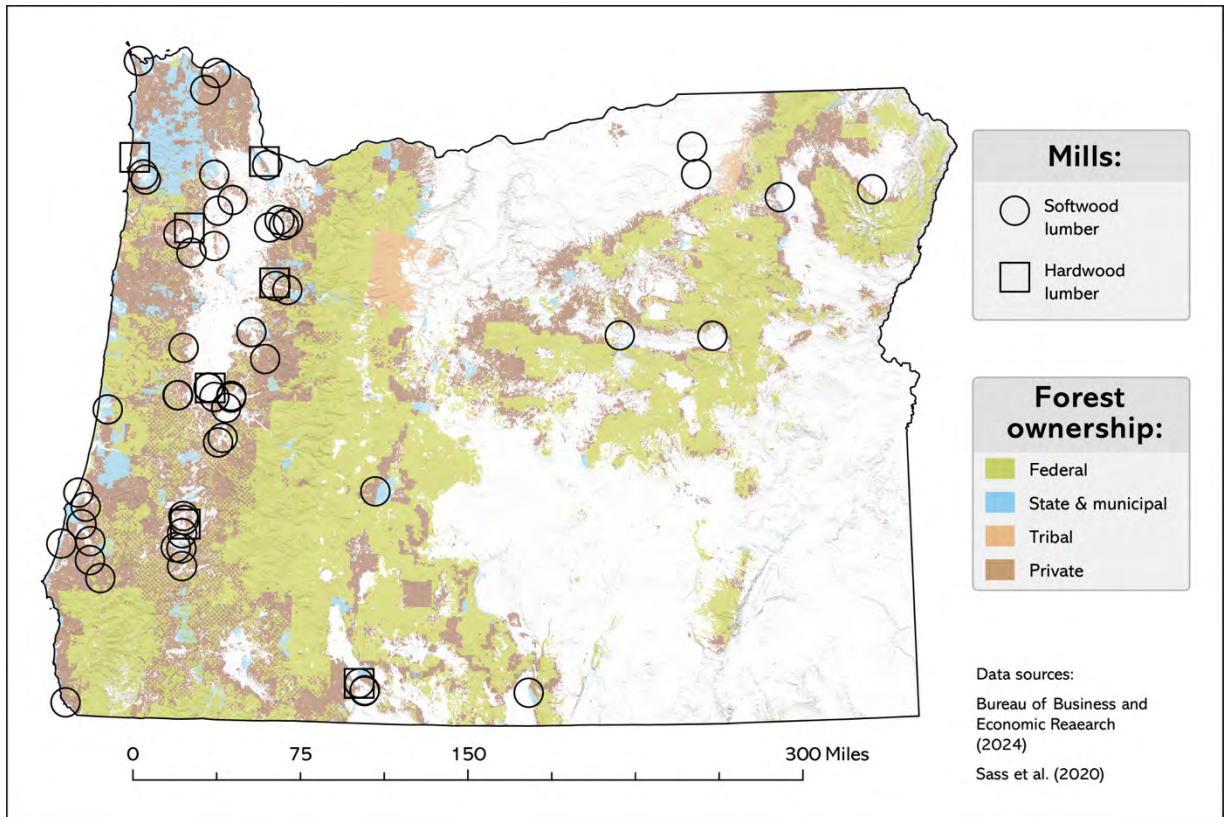 Mills:
Softwood
lumber
Hardwood
lumber
Forest
ownership:
Federal
State & municipal
Tribal
Private
Data sources:
Bureau of Business and
Economic Reaearch
(2024)
Sass et al. (2020)
0 75 150 300 Miles